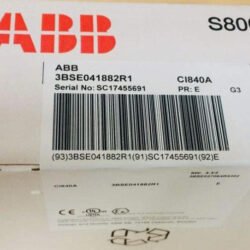 ABB
S800
ABB
3BSE041882R1 CI840A
Serial No: SC17455691 PR: E G3
(93)3BSE041882R1(91)SC17455691(92)E
CI840A 3BSE041882R1 E